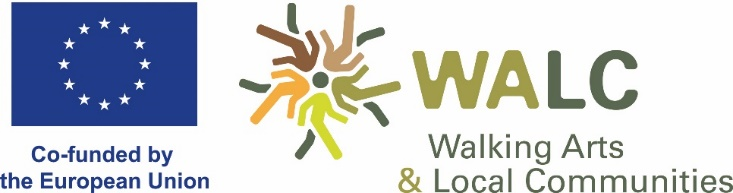 Co-funded by
the European Union
WALC
Walking Arts
& Local Communities